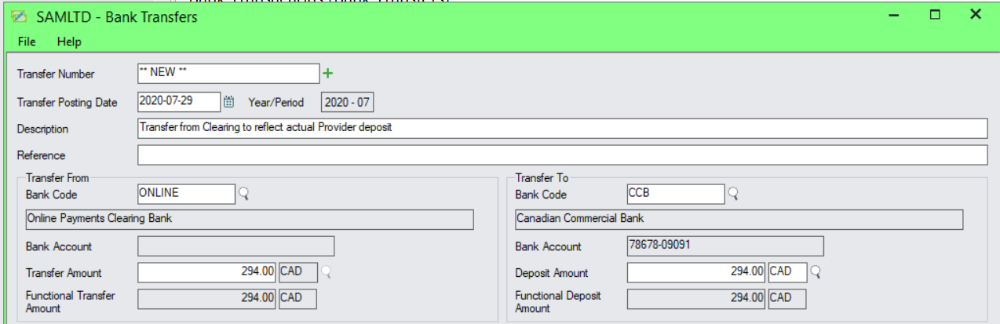 SAMLTD - Bank Transfers
File Help
Transfer Number ** NEW **
Transfer Posting Date 2020-07-29 Year/Period 2020 - 07
Description Transfer from Clearing to reflect actual Provider deposit
Reference
Transfer From
Bank Code ONLINE
Online Payments Clearing Bank
Bank Account
Transfer Amount 294.00 CAD
Functional Transfer Amount 294.00 CAD
Transfer To
Bank Code CCB
Canadian Commercial Bank
Bank Account 78678-09091
Deposit Amount 294.00 CAD
Functional Deposit Amount 294.00 CAD